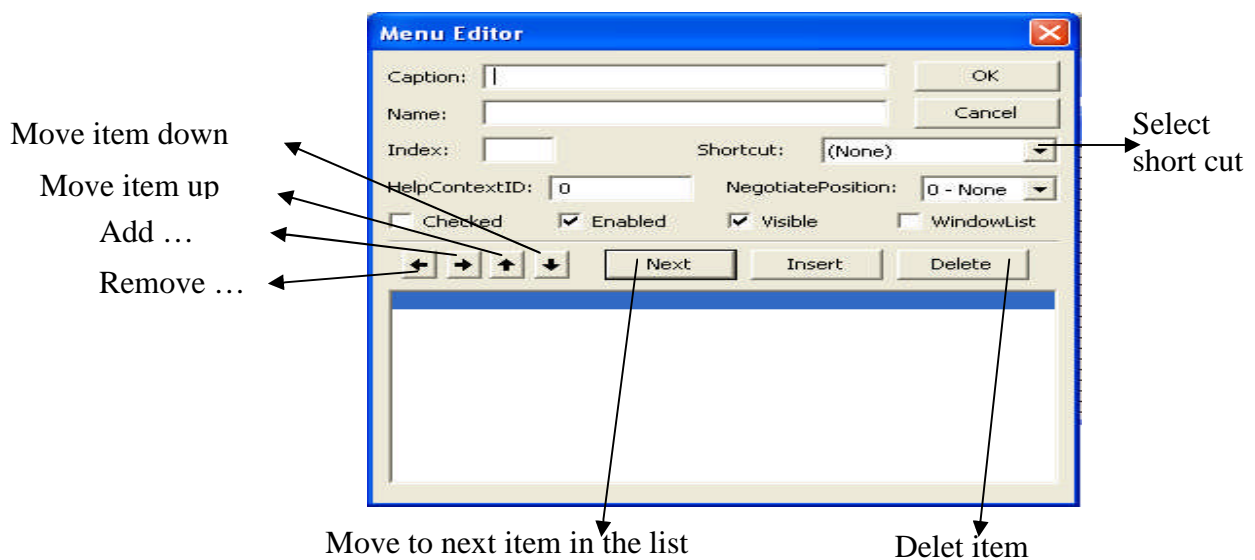 Menu Editor
Caption:
OK
Name:
Cancel
Index:
Shortcut: (None)
HelpContextID: 0
NegotiatePosition: 0 - None
Checked
Enabled
Visible
WindowList
Next
Insert
Delete
Move item down
Move item up
Add …
Remove …
Select
short cut
Move to next item in the list
Delet item